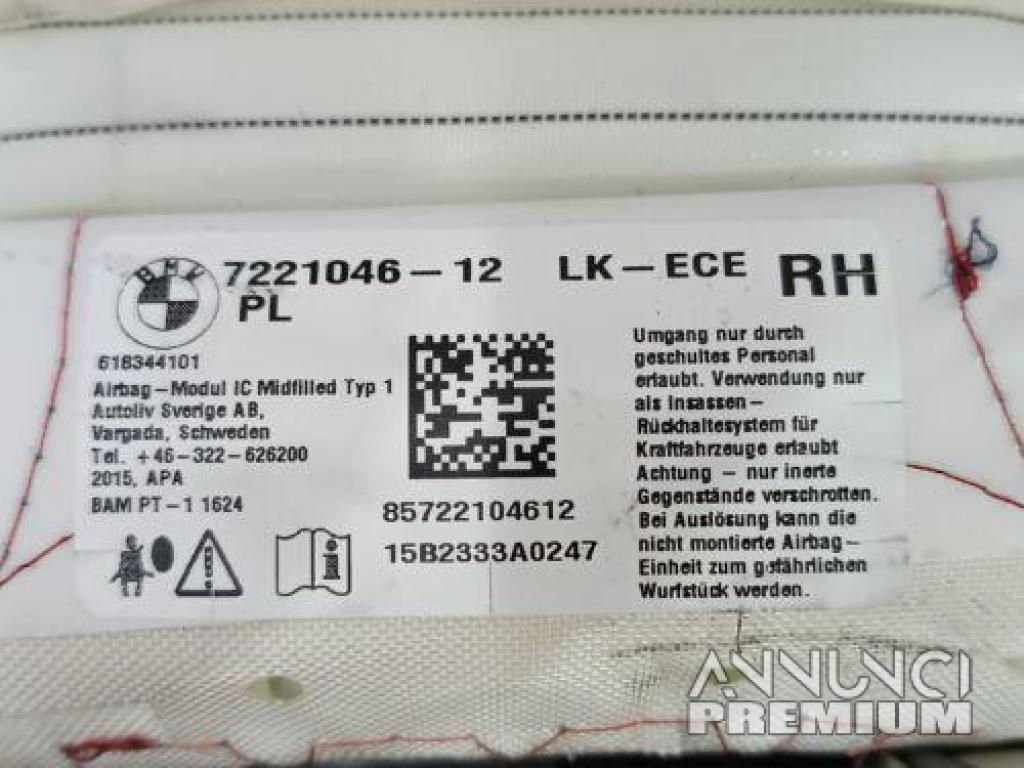 BMW
7221046-12 LK-ECE RH
PL
616344101
Airbag-Modul IC Midfilled Typ 1
Autoliv Sverige AB,
Vargada, Schweden
Tel. +46-322-626200
2015, APA
BAM PT-1 1624
85722104612
15B2333A0247
Umgang nur durch
geschultes Personal
erlaubt. Verwendung nur
als Insassen-
Rückhaltesystem für
Kraftfahrzeuge erlaubt
Achtung - nur inerte
Gegenstände verschrotten.
Bei Auslösung kann die
nicht montierte Airbag-
Einheit zum gefährlichen
Wurfstück werden.
ANNUNCI
PREMIUM